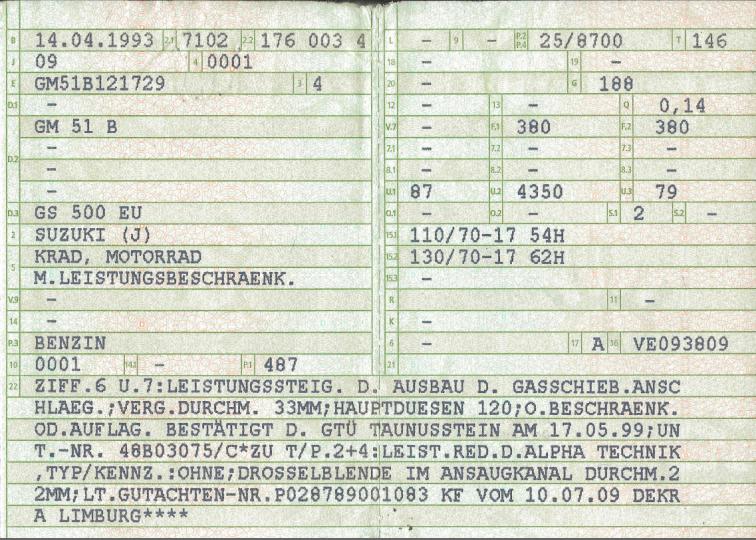 B 14.04.1993 2.1 7102 2.2 176 003 4 L - 9 - P.2 P.4 25/8700 T 146
J 09 4 0001 18 - 19 -
E GM51B121729 3 4 20 - G 188
D.1 - 12 - 13 - Q 0,14
GM 51 B V.7 - F.1 380 F.2 380
- 7.1 - 7.2 - 7.3 -
D.2 - 8.1 - 8.2 - 8.3 -
- U.1 87 U.2 4350 U.3 79
D.3 GS 500 EU O.1 - O.2 - S.1 2 S.2 -
2 SUZUKI (J) 15.1 110/70-17 54H
5 KRAD, MOTORRAD 15.2 130/70-17 62H
M.LEISTUNGSBESCHRAENK. 15.3 -
V.9 - R 11 -
14 - K -
P.3 BENZIN 6 - 17 A 16 VE093809
10 0001 14.1 - P.1 487 21
22 ZIFF.6 U.7:LEISTUNGSSTEIG. D. AUSBAU D. GASSCHIEB.ANSC
HLAEG.;VERG.DURCHM. 33MM;HAUPTDUESEN 120;O.BESCHRAENK.
OD.AUFLAG. BESTÄTIGT D. GTÜ TAUNUSSTEIN AM 17.05.99;UN
T.-NR. 48B03075/C*ZU T/P.2+4:LEIST.RED.D.ALPHA TECHNIK
,TYP/KENNZ.:OHNE;DROSSELBLENDE IM ANSAUGKANAL DURCHM.2
2MM;LT.GUTACHTEN-NR.P028789001083 KF VOM 10.07.09 DEKR
A LIMBURG****